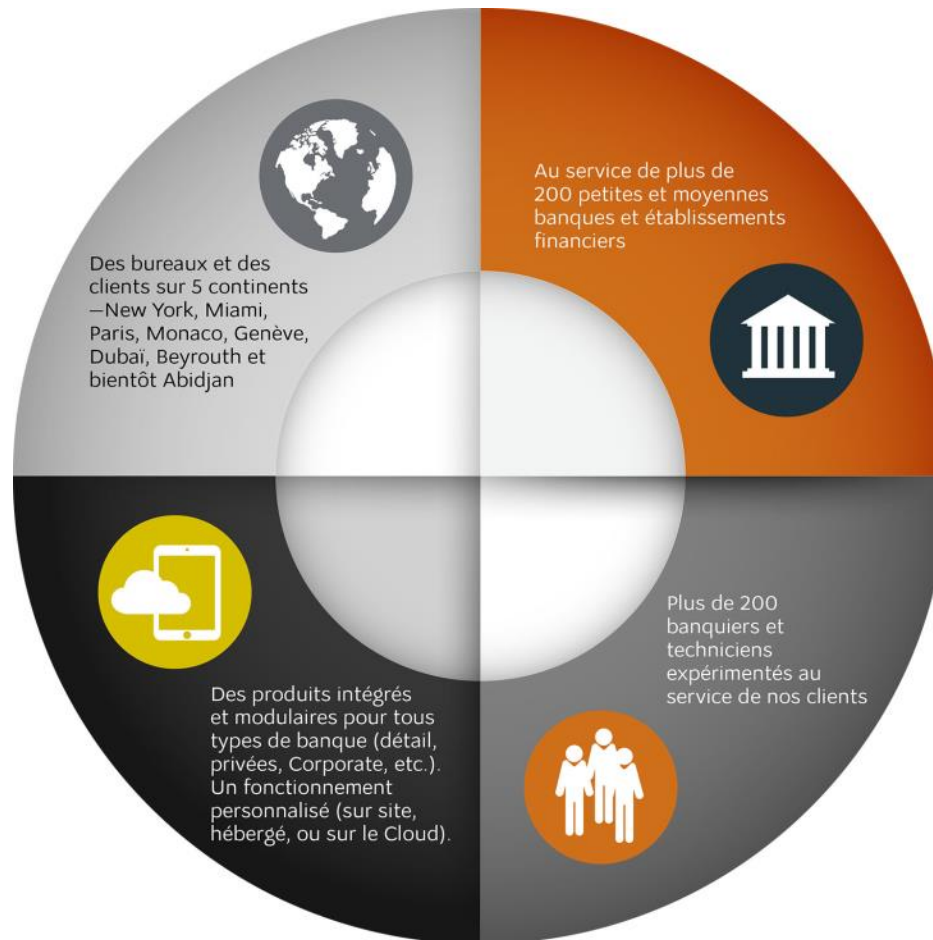 Des bureaux et des
clients sur 5 continents
—New York, Miami,
Paris, Monaco, Genève,
Dubaï, Beyrouth et
bientôt Abidjan
Au service de plus de
200 petites et moyennes
banques et établissements
financiers
Des produits intégrés
et modulaires pour tous
types de banque (détail,
privées, Corporate, etc.).
Un fonctionnement
personnalisé (sur site,
hébergé, ou sur le Cloud).
Plus de 200
banquiers et
techniciens
expérimentés au
service de nos clients